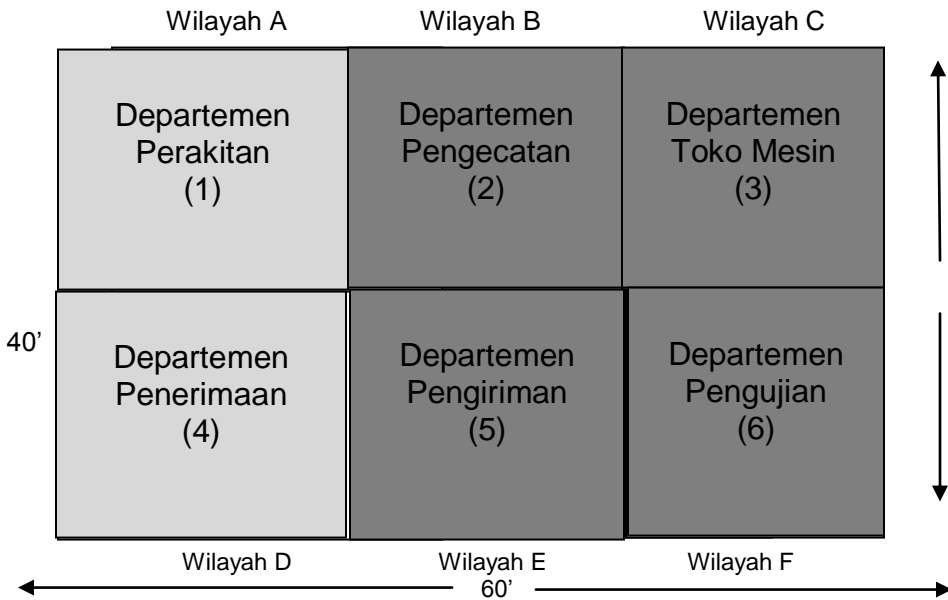 Wilayah A
Wilayah B
Wilayah C
Departemen
Perakitan
(1)
Departemen
Pengecatan
(2)
Departemen
Toko Mesin
(3)
40’
Departemen
Penerimaan
(4)
Departemen
Pengiriman
(5)
Departemen
Pengujian
(6)
Wilayah D
Wilayah E
Wilayah F
60’